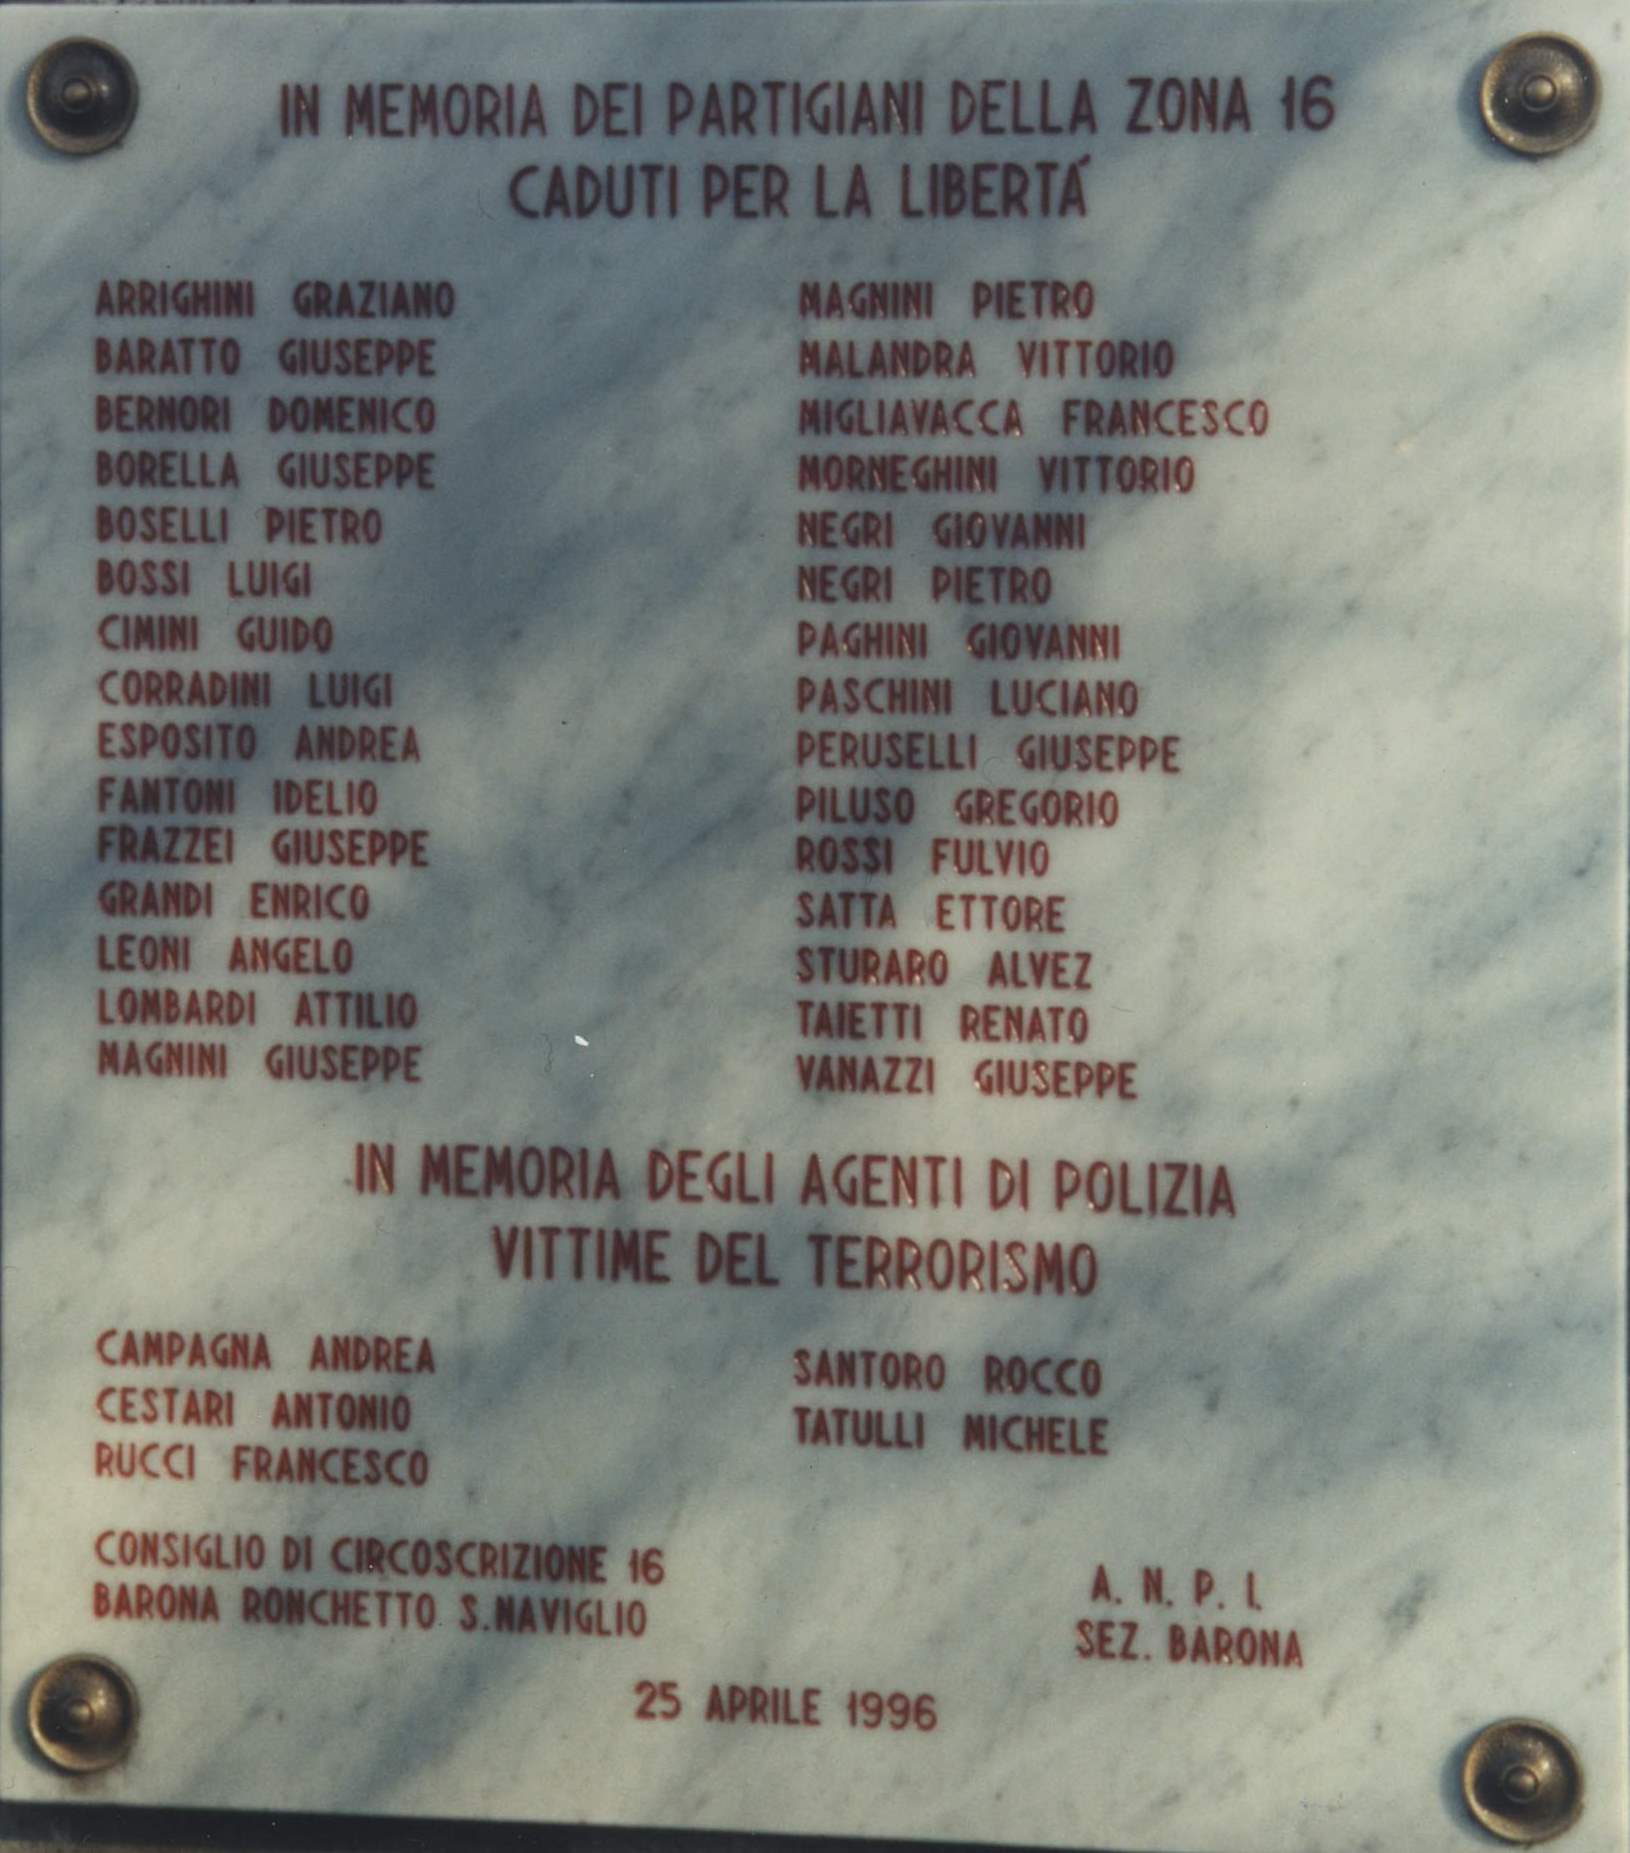 IN MEMORIA DEI PARTIGIANI DELLA ZONA 16
CADUTI PER LA LIBERTÁ
ARRIGHINI GRAZIANO
BARATTO GIUSEPPE
BERNORI DOMENICO
BORELLA GIUSEPPE
BOSELLI PIETRO
BOSSI LUIGI
CIMINI GUIDO
CORRADINI LUIGI
ESPOSITO ANDREA
FANTONI IDELIO
FRAZZEI GIUSEPPE
GRANDI ENRICO
LEONI ANGELO
LOMBARDI ATTILIO
MAGNINI GIUSEPPE
MAGNINI PIETRO
MALANDRA VITTORIO
MIGLIAVACCA FRANCESCO
MORNEGHINI VITTORIO
NEGRI GIOVANNI
NEGRI PIETRO
PAGHINI GIOVANNI
PASCHINI LUCIANO
PERUSELLI GIUSEPPE
PILUSO GREGORIO
ROSSI FULVIO
SATTA ETTORE
STURARO ALVEZ
TAIETTI RENATO
VANAZZI GIUSEPPE
IN MEMORIA DEGLI AGENTI DI POLIZIA
VITTIME DEL TERRORISMO
CAMPAGNA ANDREA
CESTARI ANTONIO
RUCCI FRANCESCO
SANTORO ROCCO
TATULLI MICHELE
CONSIGLIO DI CIRCOSCRIZIONE 16
BARONA RONCHETTO S.NAVIGLIO
A. N. P. I.
SEZ. BARONA
25 APRILE 1996